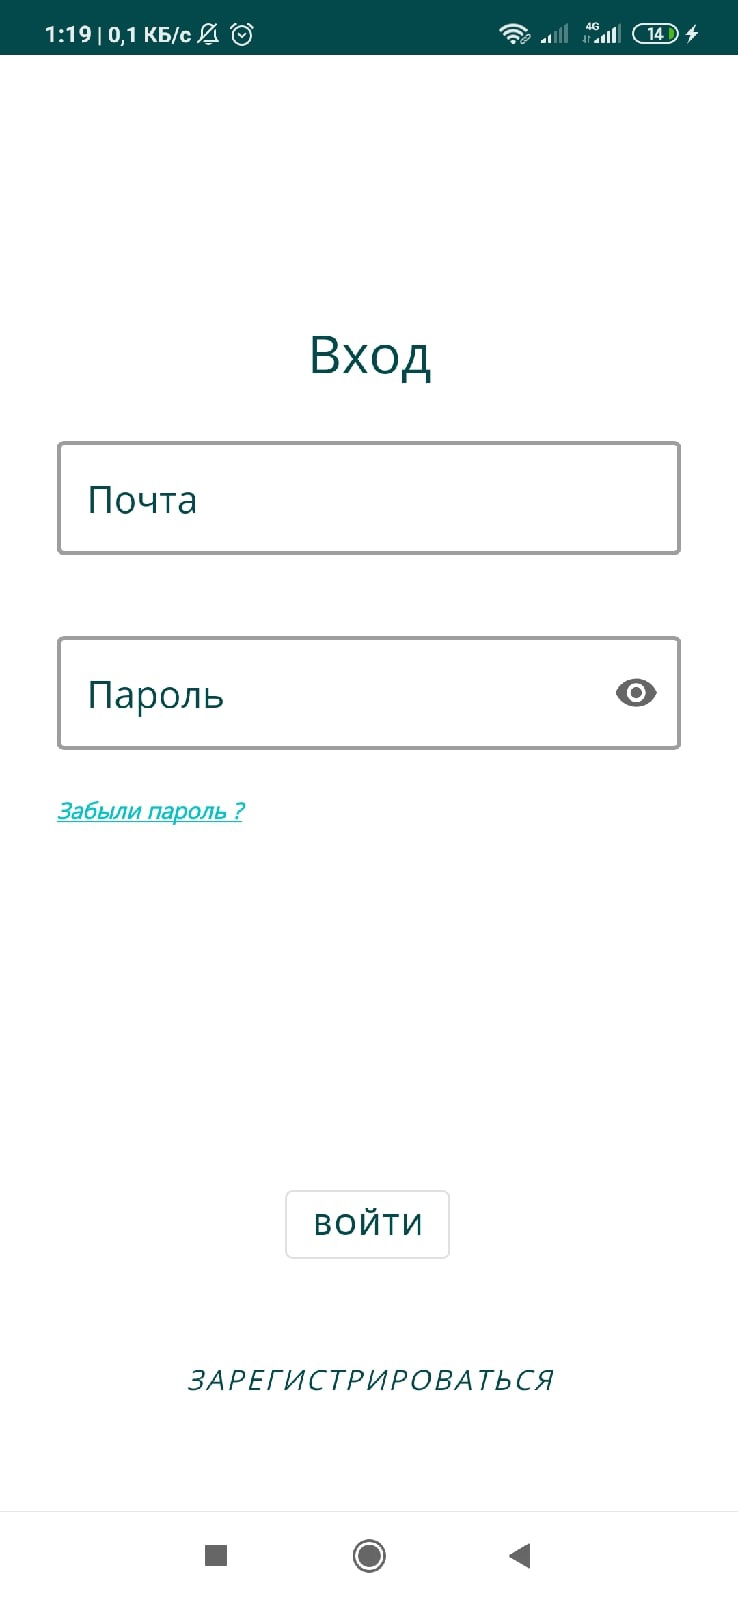 1:19 | 0,1 КБ/с 4G 14
Вход
Почта
Пароль
Забыли пароль ?
ВОЙТИ
ЗАРЕГИСТРИРОВАТЬСЯ